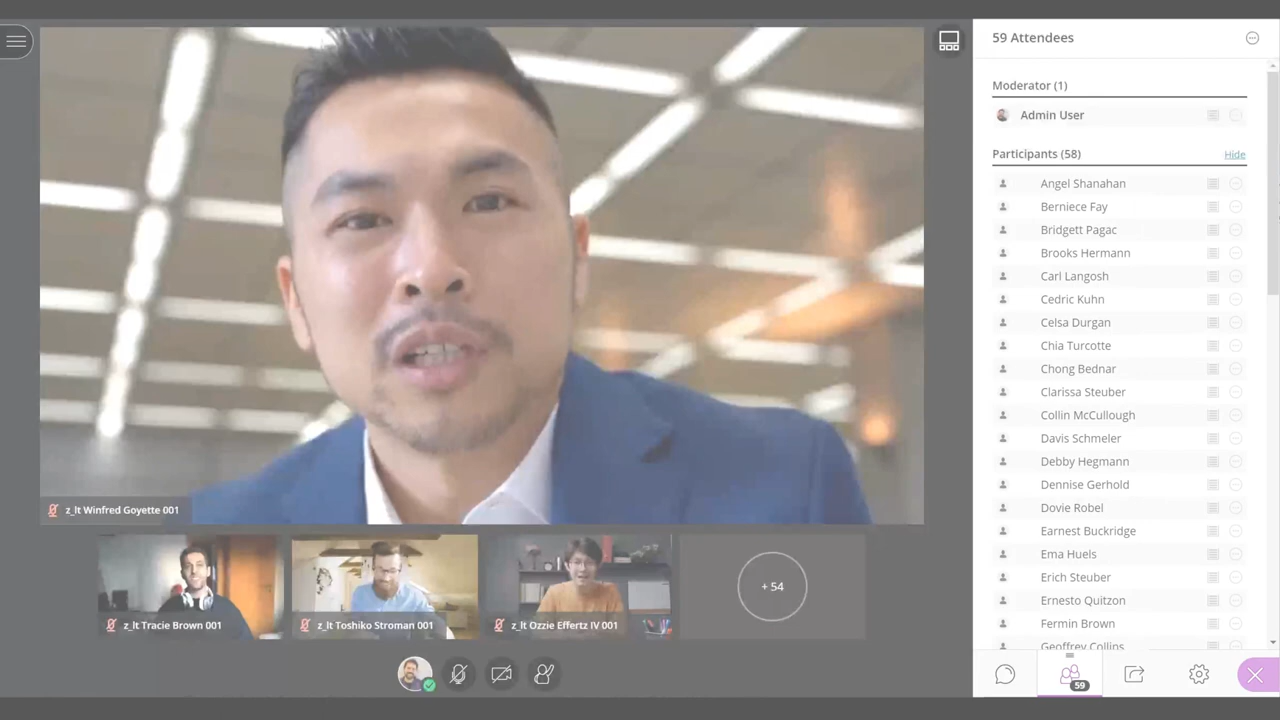 59 Attendees
Moderator (1)
Admin User
Participants (58)
Hide
Angel Shanahan
Berniece Fay
Bridgett Pagac
Brooks Hermann
Carl Langosh
Cedric Kuhn
Celsa Durgan
Chia Turcotte
Chong Bednar
Clarissa Steuber
Collin McCullough
Davis Schmeler
Debby Hegmann
Dennise Gerhold
Dovie Robel
Earnest Buckridge
Ema Huels
Erich Steuber
Ernesto Quitzon
Fermin Brown
Geoffrey Collins
59
z_lt Winfred Goyette 001
z_lt Tracie Brown 001
z_lt Toshiko Stroman 001
z_lt Ozzie Effertz IV 001
+ 54